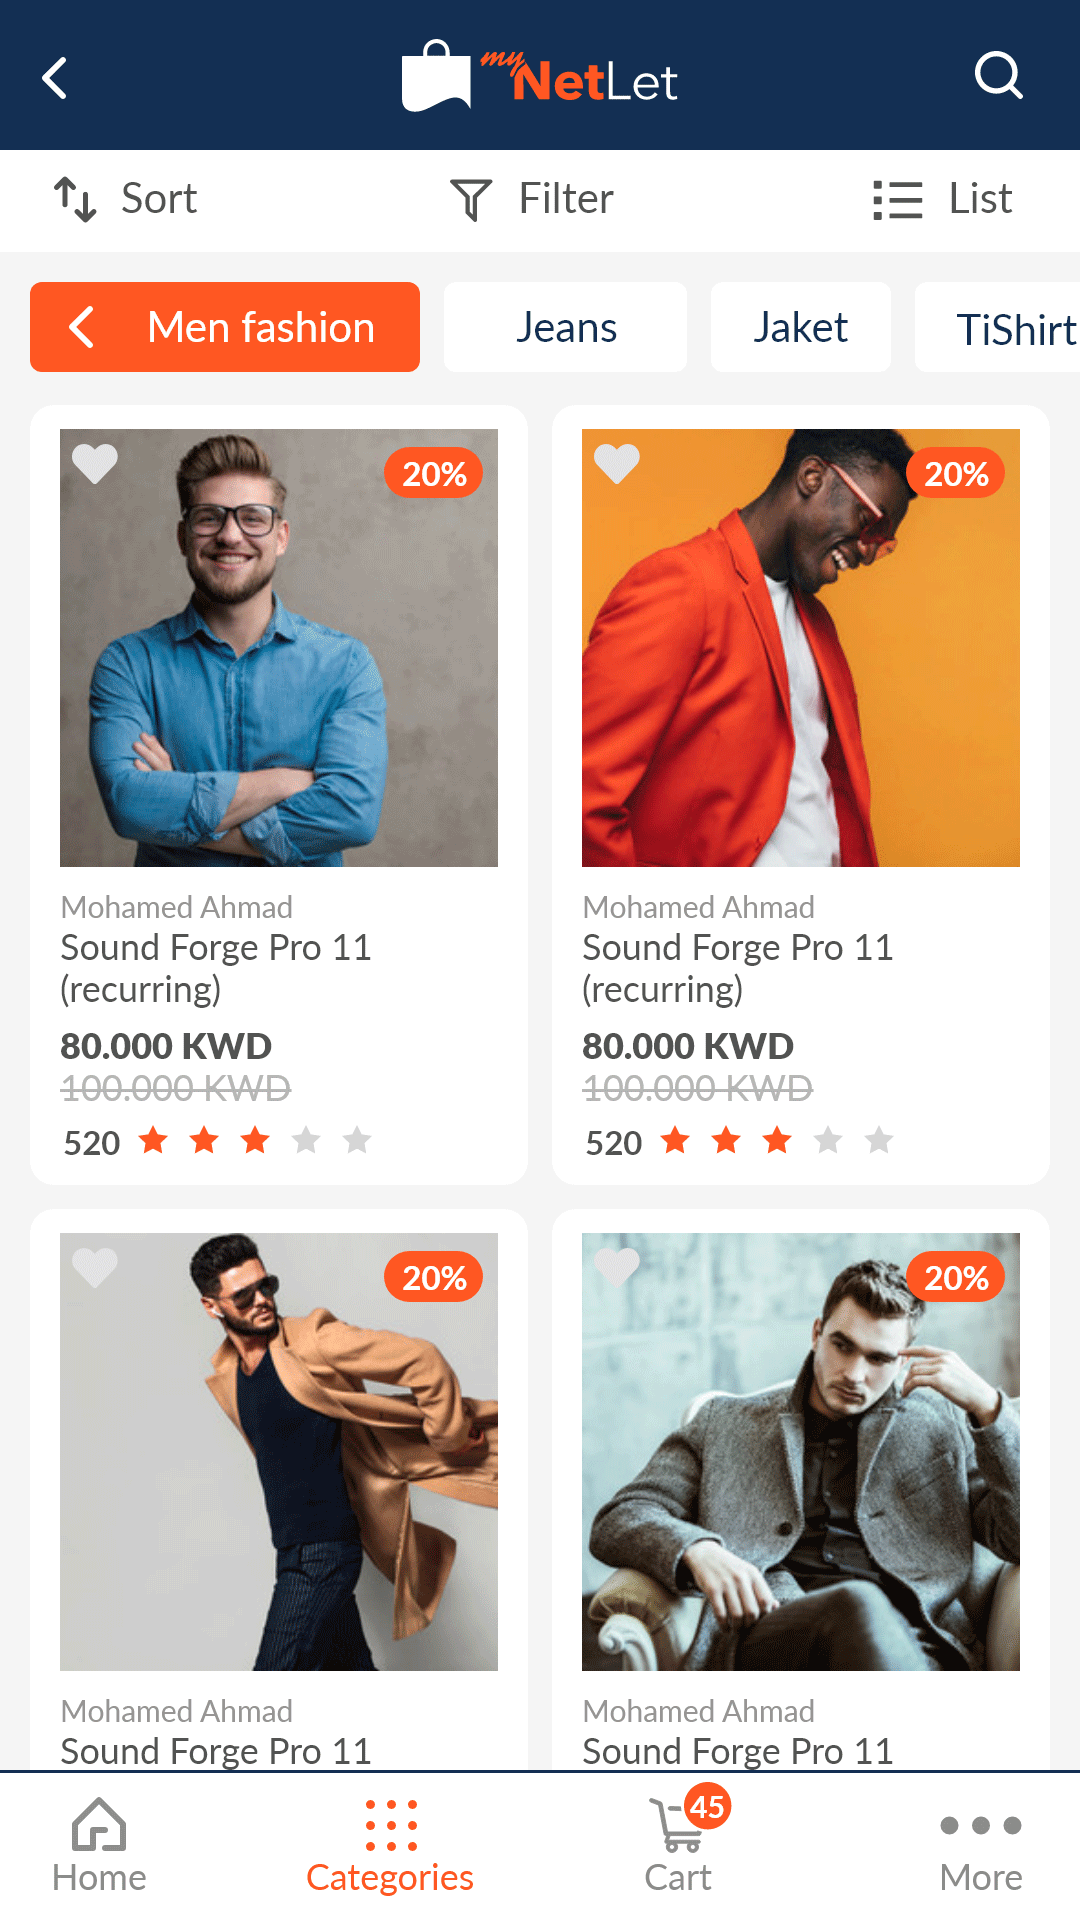 my NetLet
Sort
Filter
List
Men fashion
Jeans
Jaket
TiShirt
20%
20%
Mohamed Ahmad
Sound Forge Pro 11
(recurring)
80.000 KWD
100.000 KWD
520
Mohamed Ahmad
Sound Forge Pro 11
(recurring)
80.000 KWD
100.000 KWD
520
20%
20%
Mohamed Ahmad
Sound Forge Pro 11
Mohamed Ahmad
Sound Forge Pro 11
45
Home
Categories
Cart
More